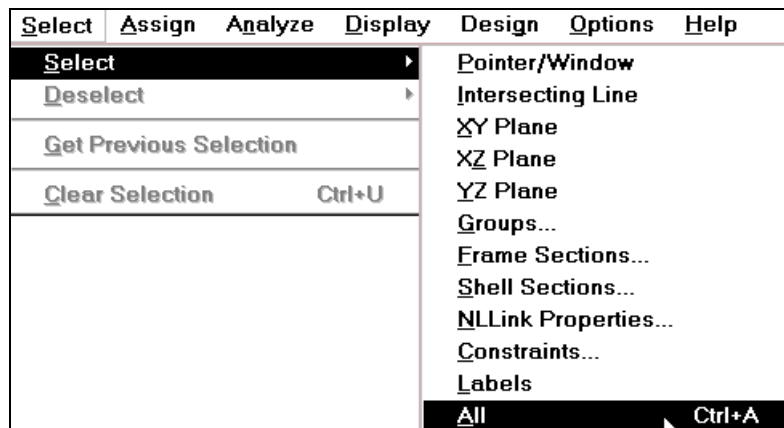 Select Assign Analyze Display Design Options Help
Select
Deselect
Get Previous Selection
Clear Selection Ctrl+U
Pointer/Window
Intersecting Line
XY Plane
XZ Plane
YZ Plane
Groups...
Frame Sections...
Shell Sections...
NLLink Properties...
Constraints...
Labels
All Ctrl+A